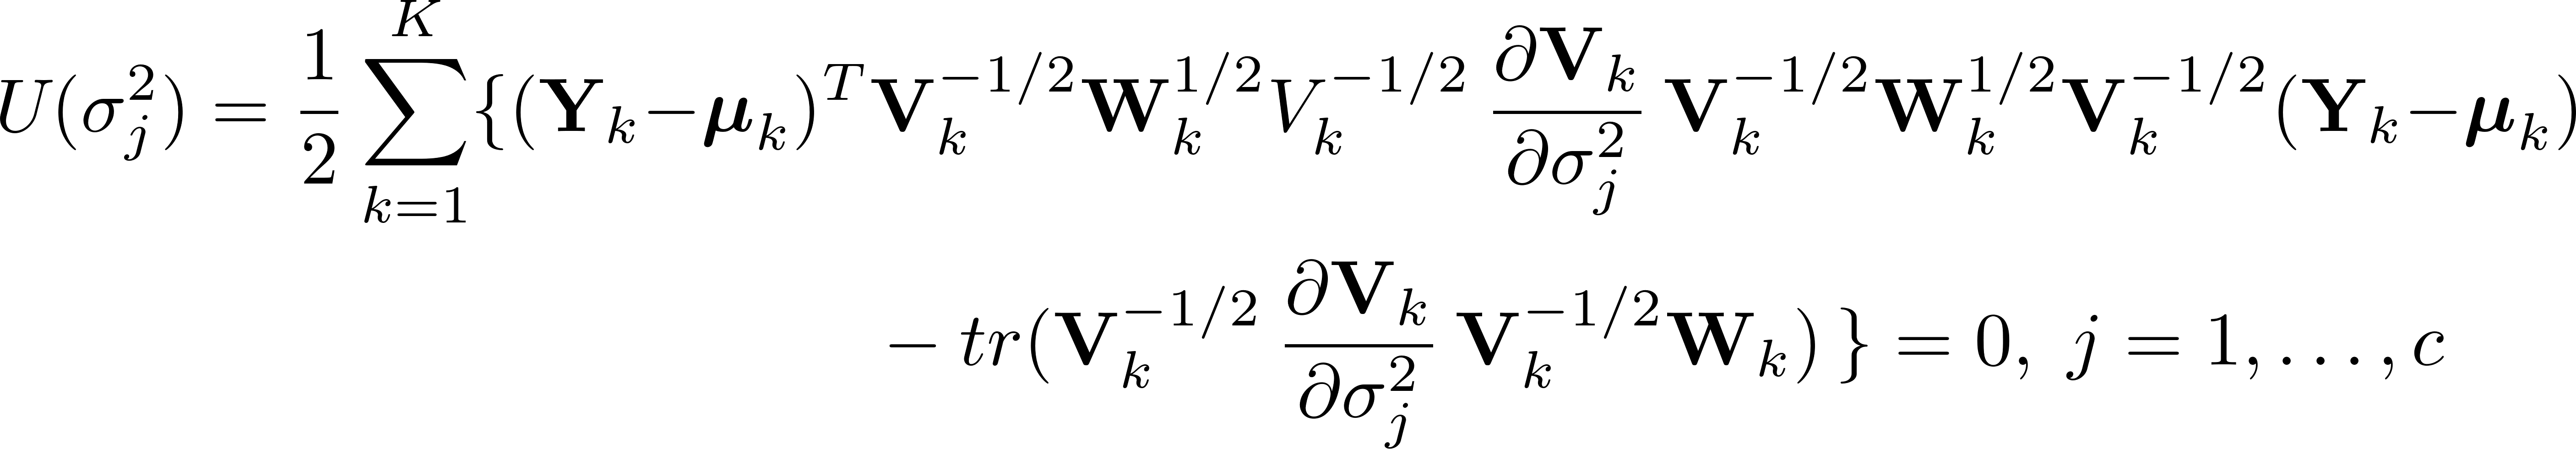 U(\sigma_j^2) = \frac{1}{2} \sum_{k=1}^{K} \{ (\mathbf{Y}_k - \boldsymbol{\mu}_k)^T \mathbf{V}_k^{-1/2} \mathbf{W}_k^{1/2} V_k^{-1/2} \frac{\partial \mathbf{V}_k}{\partial \sigma_j^2} \mathbf{V}_k^{-1/2} \mathbf{W}_k^{1/2} \mathbf{V}_k^{-1/2} (\mathbf{Y}_k - \boldsymbol{\mu}_k)
- tr(\mathbf{V}_k^{-1/2} \frac{\partial \mathbf{V}_k}{\partial \sigma_j^2} \mathbf{V}_k^{-1/2} \mathbf{W}_k) \} = 0, \; j = 1, \ldots, c